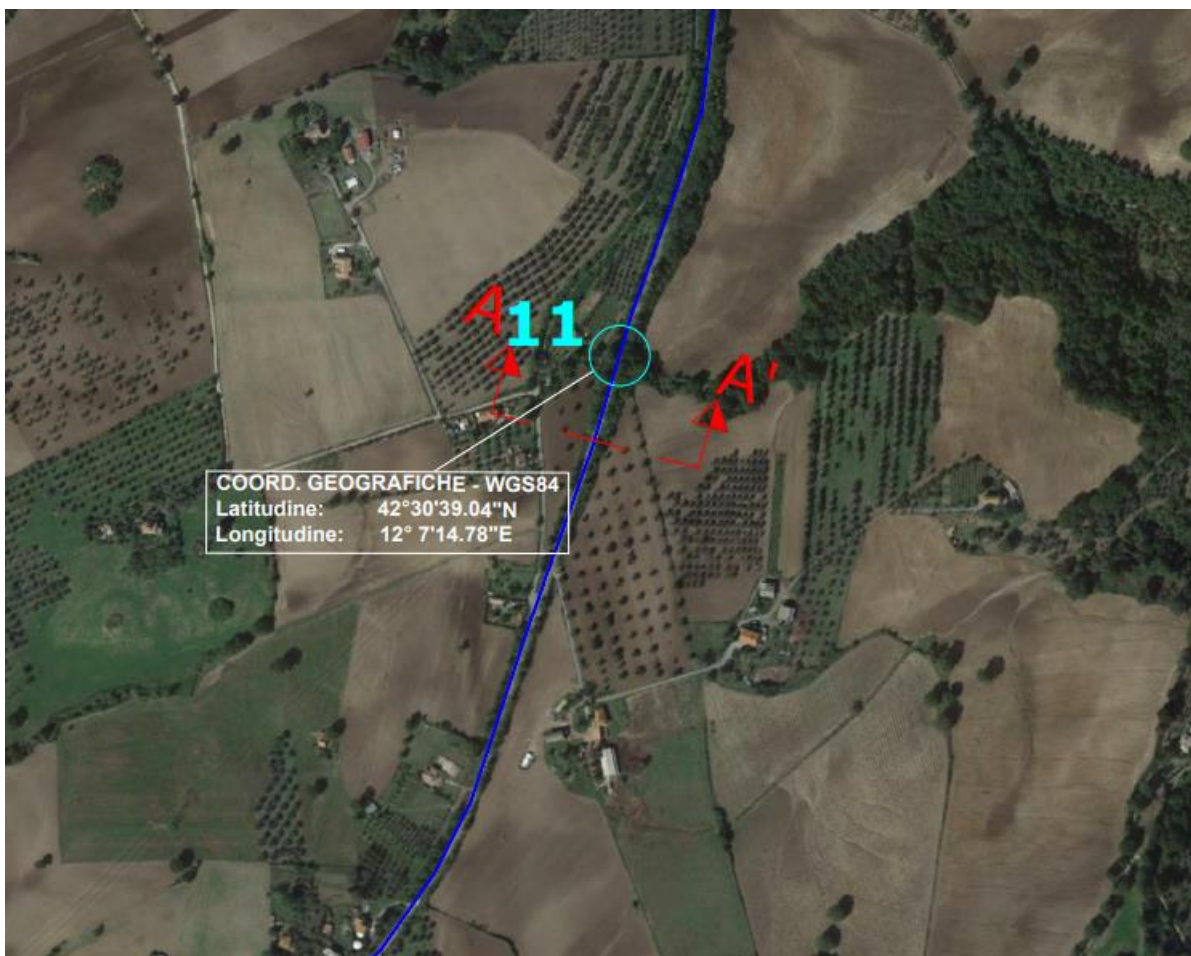 A
11
A'
COORD. GEOGRAFICHE - WGS84
Latitudine: 42°30'39.04"N
Longitudine: 12° 7'14.78"E